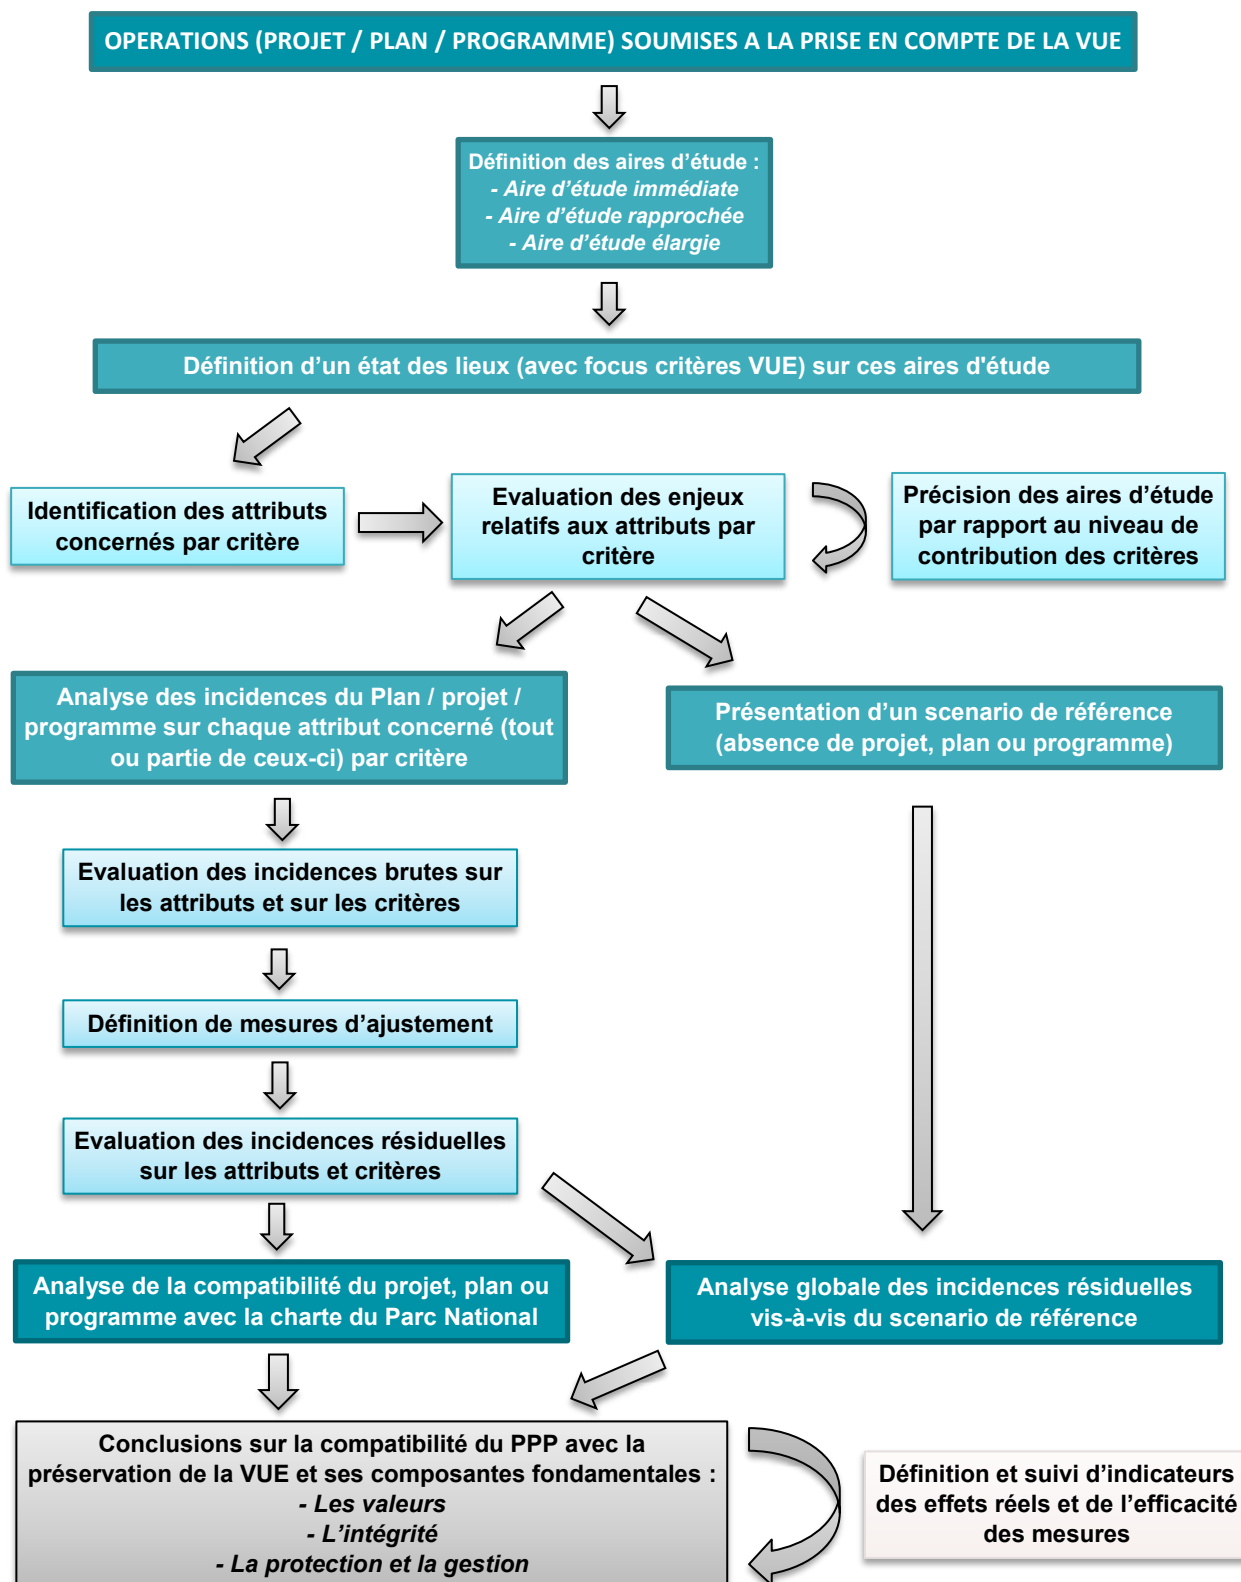 OPERATIONS (PROJET / PLAN / PROGRAMME) SOUMISES A LA PRISE EN COMPTE DE LA VUE
Définition des aires d’étude :
- Aire d’étude immédiate
- Aire d’étude rapprochée
- Aire d’étude élargie
Définition d’un état des lieux (avec focus critères VUE) sur ces aires d'étude
Identification des attributs
concernés par critère
Evaluation des enjeux
relatifs aux attributs par
critère
Précision des aires d’étude
par rapport au niveau de
contribution des critères
Analyse des incidences du Plan / projet /
programme sur chaque attribut concerné (tout
ou partie de ceux-ci) par critère
Présentation d’un scenario de référence
(absence de projet, plan ou programme)
Evaluation des incidences brutes sur
les attributs et sur les critères
Définition de mesures d’ajustement
Evaluation des incidences résiduelles
sur les attributs et critères
Analyse de la compatibilité du projet, plan ou
programme avec la charte du Parc National
Analyse globale des incidences résiduelles
vis-à-vis du scenario de référence
Conclusions sur la compatibilité du PPP avec la
préservation de la VUE et ses composantes fondamentales :
- Les valeurs
- L’intégrité
- La protection et la gestion
Définition et suivi d’indicateurs
des effets réels et de l’efficacité
des mesures